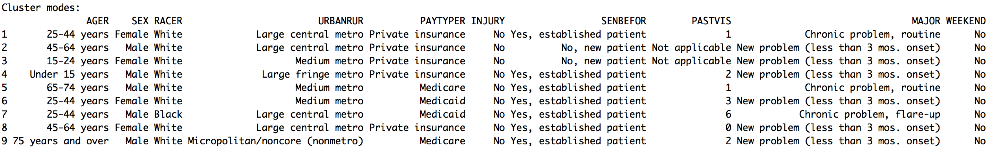 Cluster modes:
AGER SEX RACER URBANRUR PAYTYPER INJURY SENBEFOR PASTVIS MAJOR WEEKEND
1 25-44 years Female White Large central metro Private insurance No Yes, established patient 1 Chronic problem, routine No
2 45-64 years Male White Large central metro Private insurance No No, new patient Not applicable New problem (less than 3 mos. onset) No
3 15-24 years Female White Medium metro Private insurance No No, new patient Not applicable New problem (less than 3 mos. onset) No
4 Under 15 years Male White Large fringe metro Private insurance No Yes, established patient 2 New problem (less than 3 mos. onset) No
5 65-74 years Male White Medium metro Medicare No Yes, established patient 1 Chronic problem, routine No
6 25-44 years Female White Medium metro Medicaid No Yes, established patient 3 New problem (less than 3 mos. onset) No
7 25-44 years Male Black Large central metro Medicaid No Yes, established patient 6 Chronic problem, flare-up No
8 45-64 years Female White Large central metro Private insurance No Yes, established patient 0 New problem (less than 3 mos. onset) No
9 75 years and over Male White Micropolitan/noncore (nonmetro) Medicare No Yes, established patient 2 New problem (less than 3 mos. onset) No